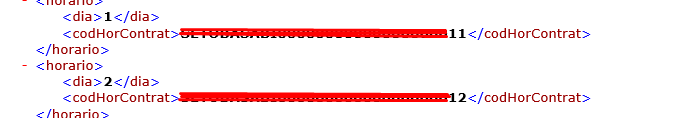 - <horario>
<dia>1</dia>
<codHorContrat>11</codHorContrat>
</horario>
- <horario>
<dia>2</dia>
<codHorContrat>12</codHorContrat>
</horario>